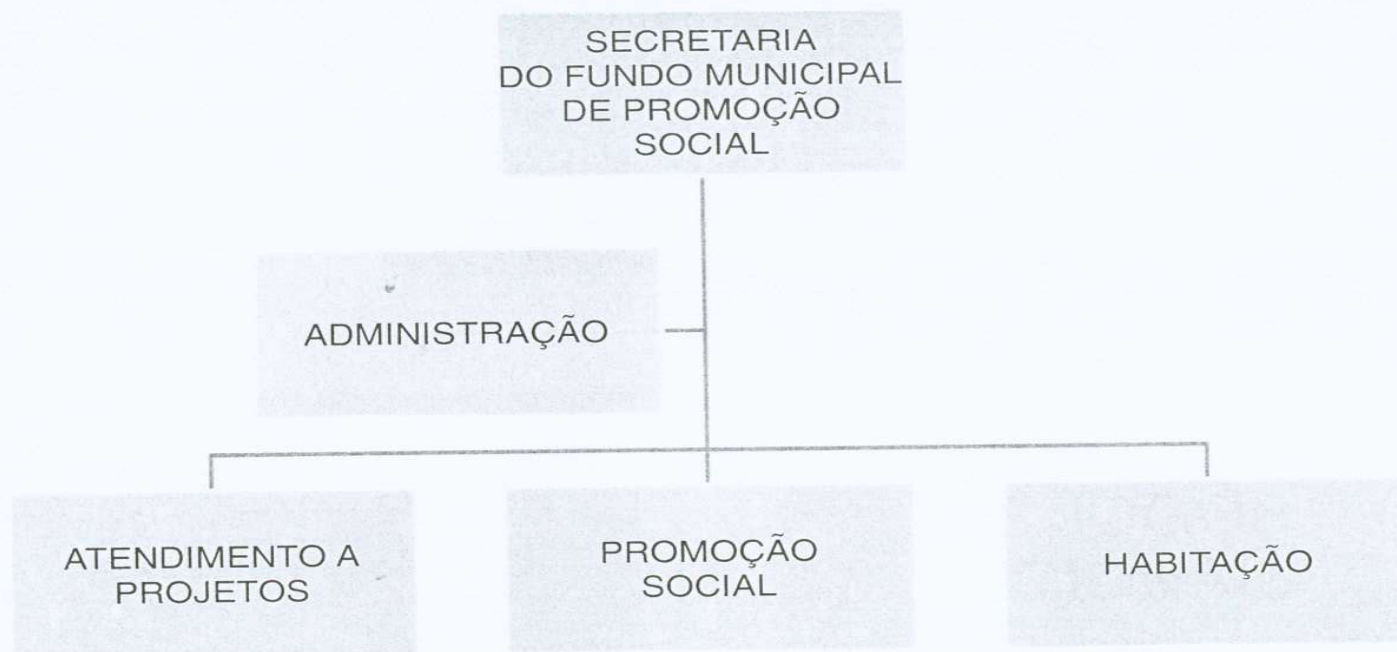 SECRETARIA
DO FUNDO MUNICIPAL
DE PROMOÇÃO
SOCIAL
ADMINISTRAÇÃO
ATENDIMENTO A
PROJETOS
PROMOÇÃO
SOCIAL
HABITAÇÃO